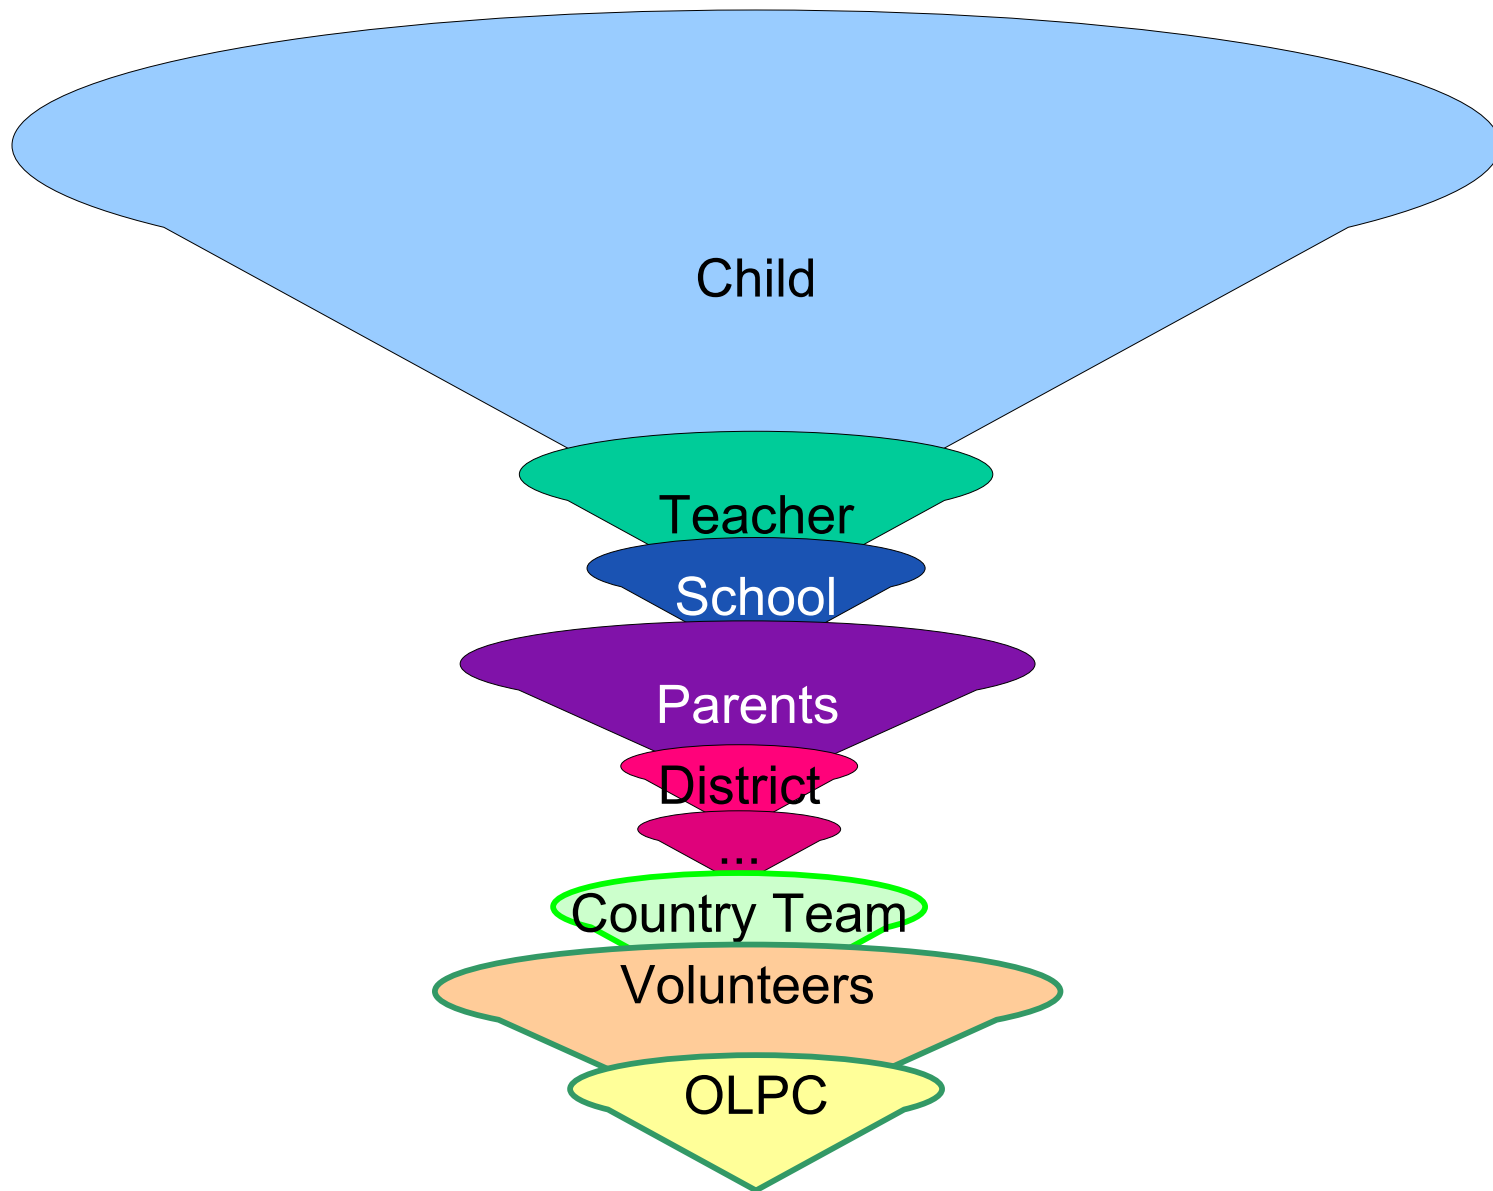 Child
Teacher
School
Parents
District
...
Country Team
Volunteers
OLPC